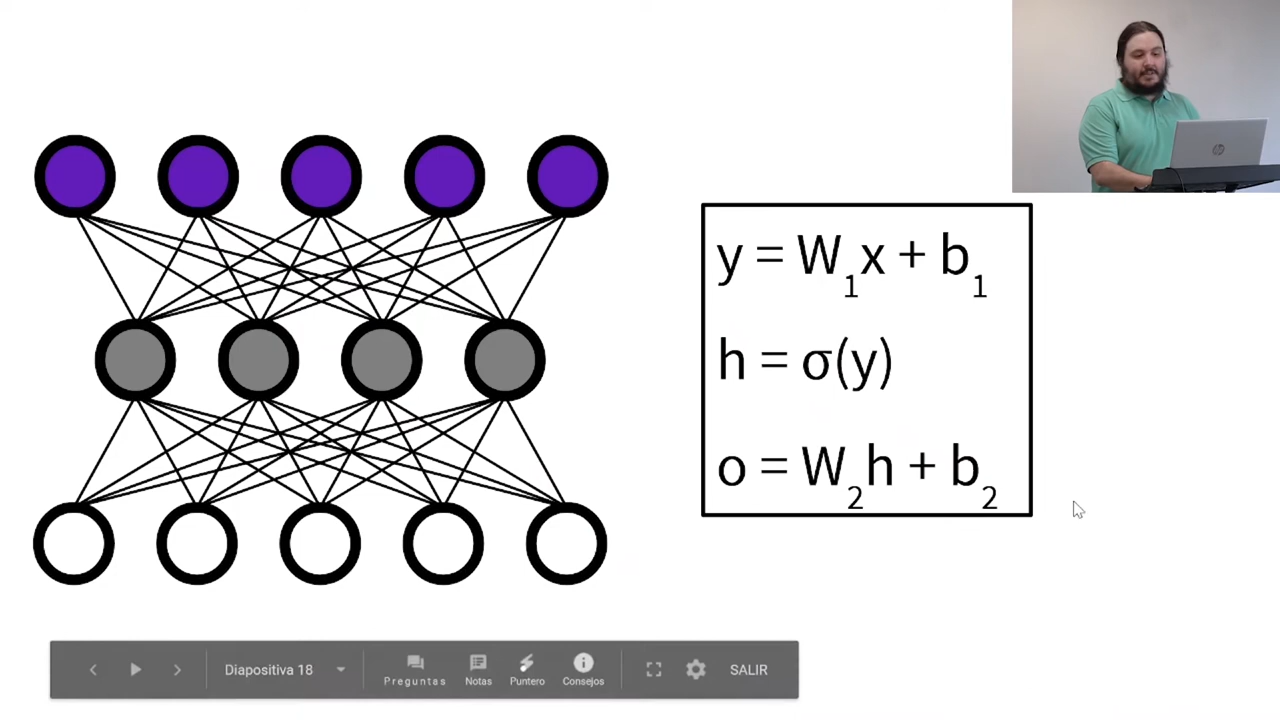 y = W₁x + b₁
h = σ(y)
o = W₂h + b₂
Diapositiva 18
Preguntas
Notas
Puntero
Consejos
SALIR